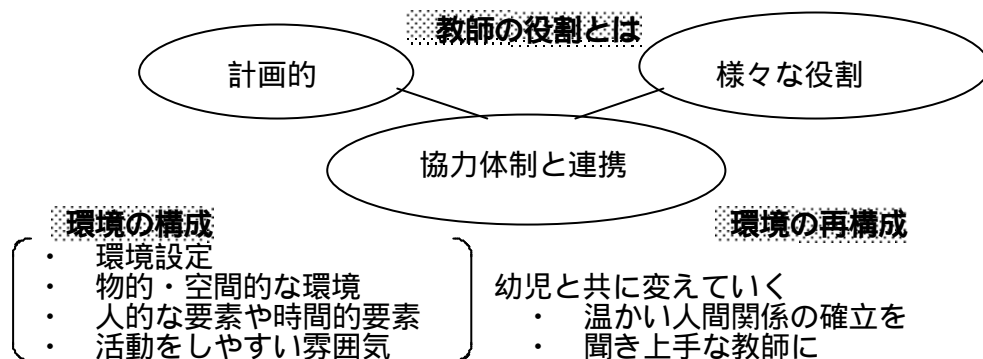 教師の役割とは
計画的
様々な役割
協力体制と連携
環境の構成
・ 環境設定
・ 物的・空間的な環境
・ 人的な要素や時間的要素
・ 活動をしやすい雰囲気
環境の再構成
幼児と共に変えていく
・ 温かい人間関係の確立を
・ 聞き上手な教師に